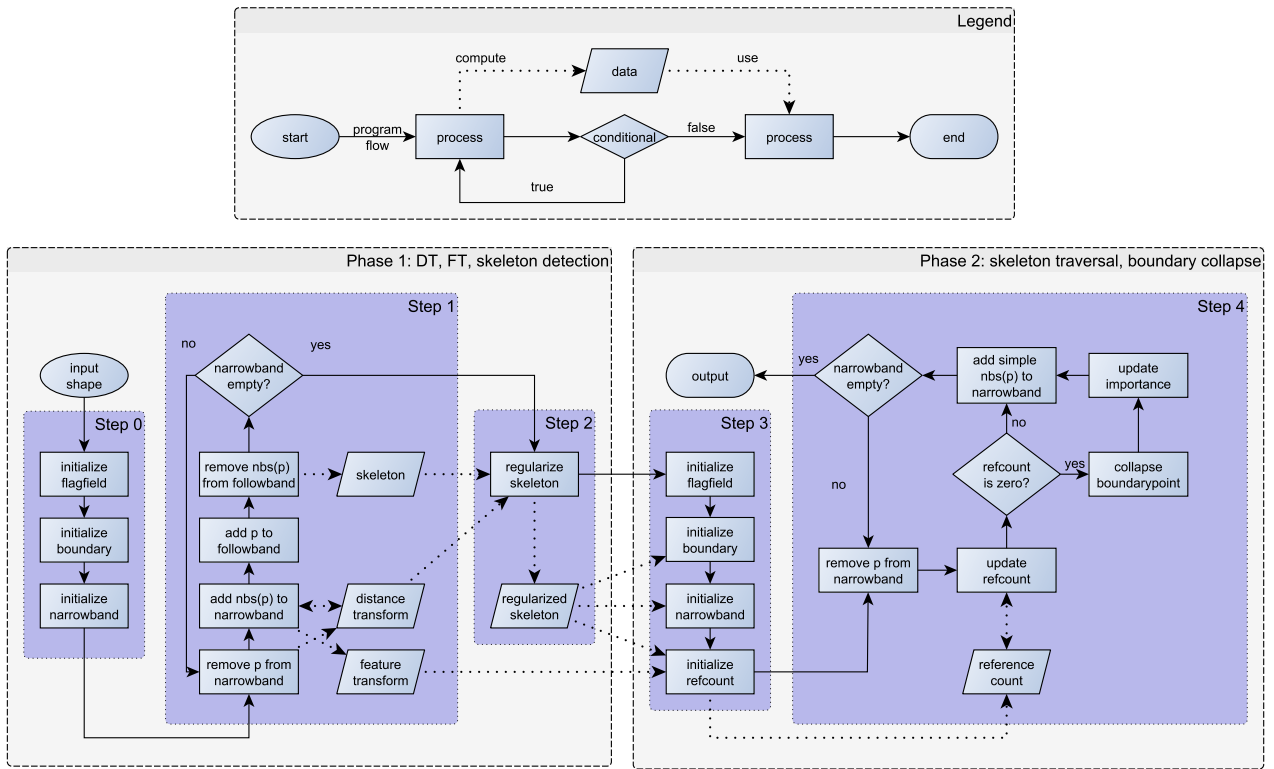 Legend
compute
data
use
start
program
flow
process
conditional
false
process
end
true
Phase 1: DT, FT, skeleton detection
input
shape
Step 0
initialize
flagfield
initialize
boundary
initialize
narrowband
Step 1
no
yes
narrowband
empty?
remove nbs(p)
from followband
skeleton
add p to
followband
add nbs(p) to
narrowband
distance
transform
remove p from
narrowband
feature
transform
Step 2
regularize
skeleton
regularized
skeleton
Phase 2: skeleton traversal, boundary collapse
output
Step 3
initialize
flagfield
initialize
boundary
initialize
narrowband
initialize
refcount
Step 4
yes
narrowband
empty?
add simple
nbs(p) to
narrowband
update
importance
no
no
refcount
is zero?
yes
collapse
boundarypoint
remove p from
narrowband
update
refcount
reference
count